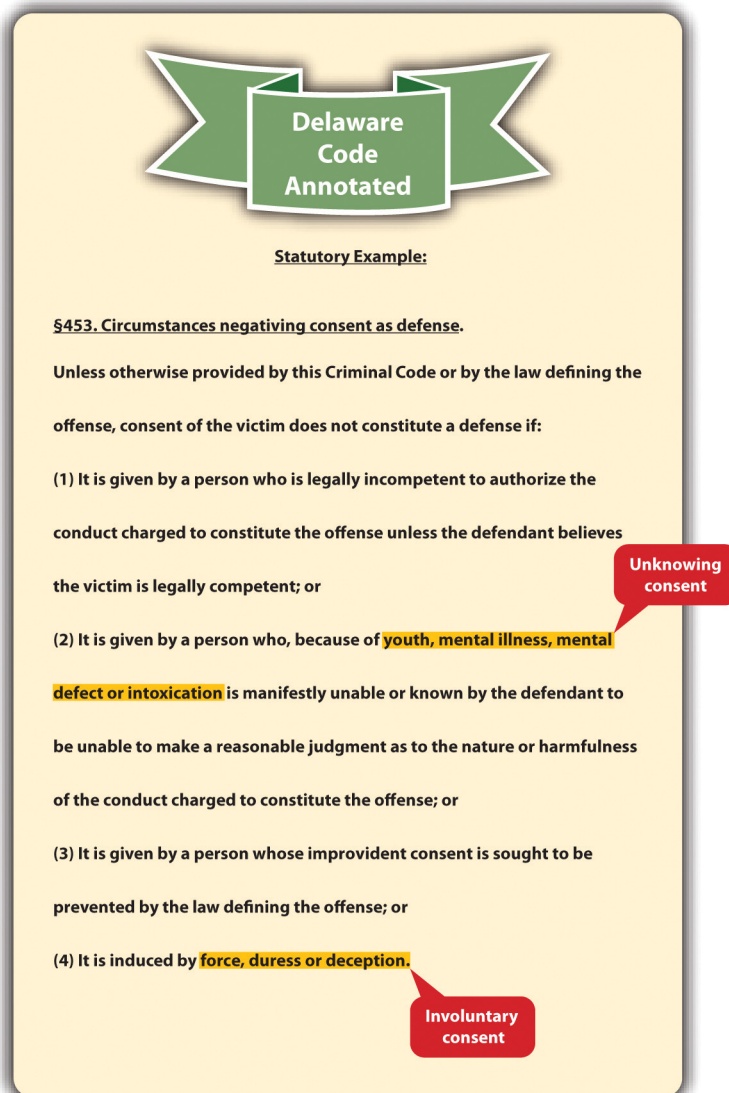 Delaware
Code
Annotated
Statutory Example:
§453. Circumstances negativing consent as defense.
Unless otherwise provided by this Criminal Code or by the law defining the
offense, consent of the victim does not constitute a defense if:
(1) It is given by a person who is legally incompetent to authorize the
conduct charged to constitute the offense unless the defendant believes
the victim is legally competent; or
Unknowing
consent
(2) It is given by a person who, because of youth, mental illness, mental
defect or intoxication is manifestly unable or known by the defendant to
be unable to make a reasonable judgment as to the nature or harmfulness
of the conduct charged to constitute the offense; or
(3) It is given by a person whose improvident consent is sought to be
prevented by the law defining the offense; or
(4) It is induced by force, duress or deception.
Involuntary
consent